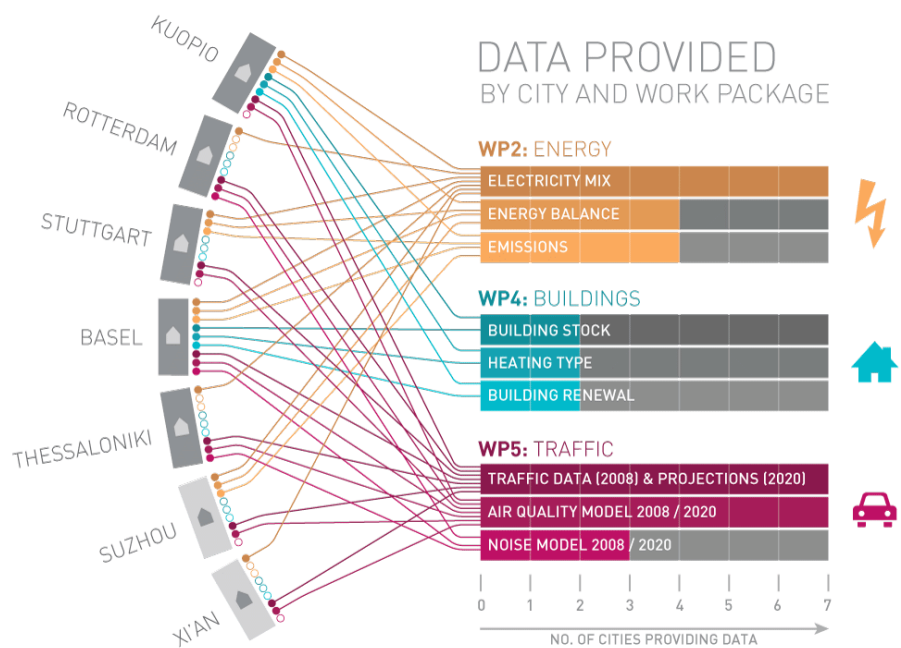 DATA PROVIDED
BY CITY AND WORK PACKAGE
KUOPIO
ROTTERDAM
STUTTGART
BASEL
THESSALONIKI
SUZHOU
XI'AN
WP2: ENERGY
ELECTRICITY MIX
ENERGY BALANCE
EMISSIONS
WP4: BUILDINGS
BUILDING STOCK
HEATING TYPE
BUILDING RENEWAL
WP5: TRAFFIC
TRAFFIC DATA (2008) & PROJECTIONS (2020)
AIR QUALITY MODEL 2008 / 2020
NOISE MODEL 2008 / 2020
0 1 2 3 4 5 6 7
NO. OF CITIES PROVIDING DATA